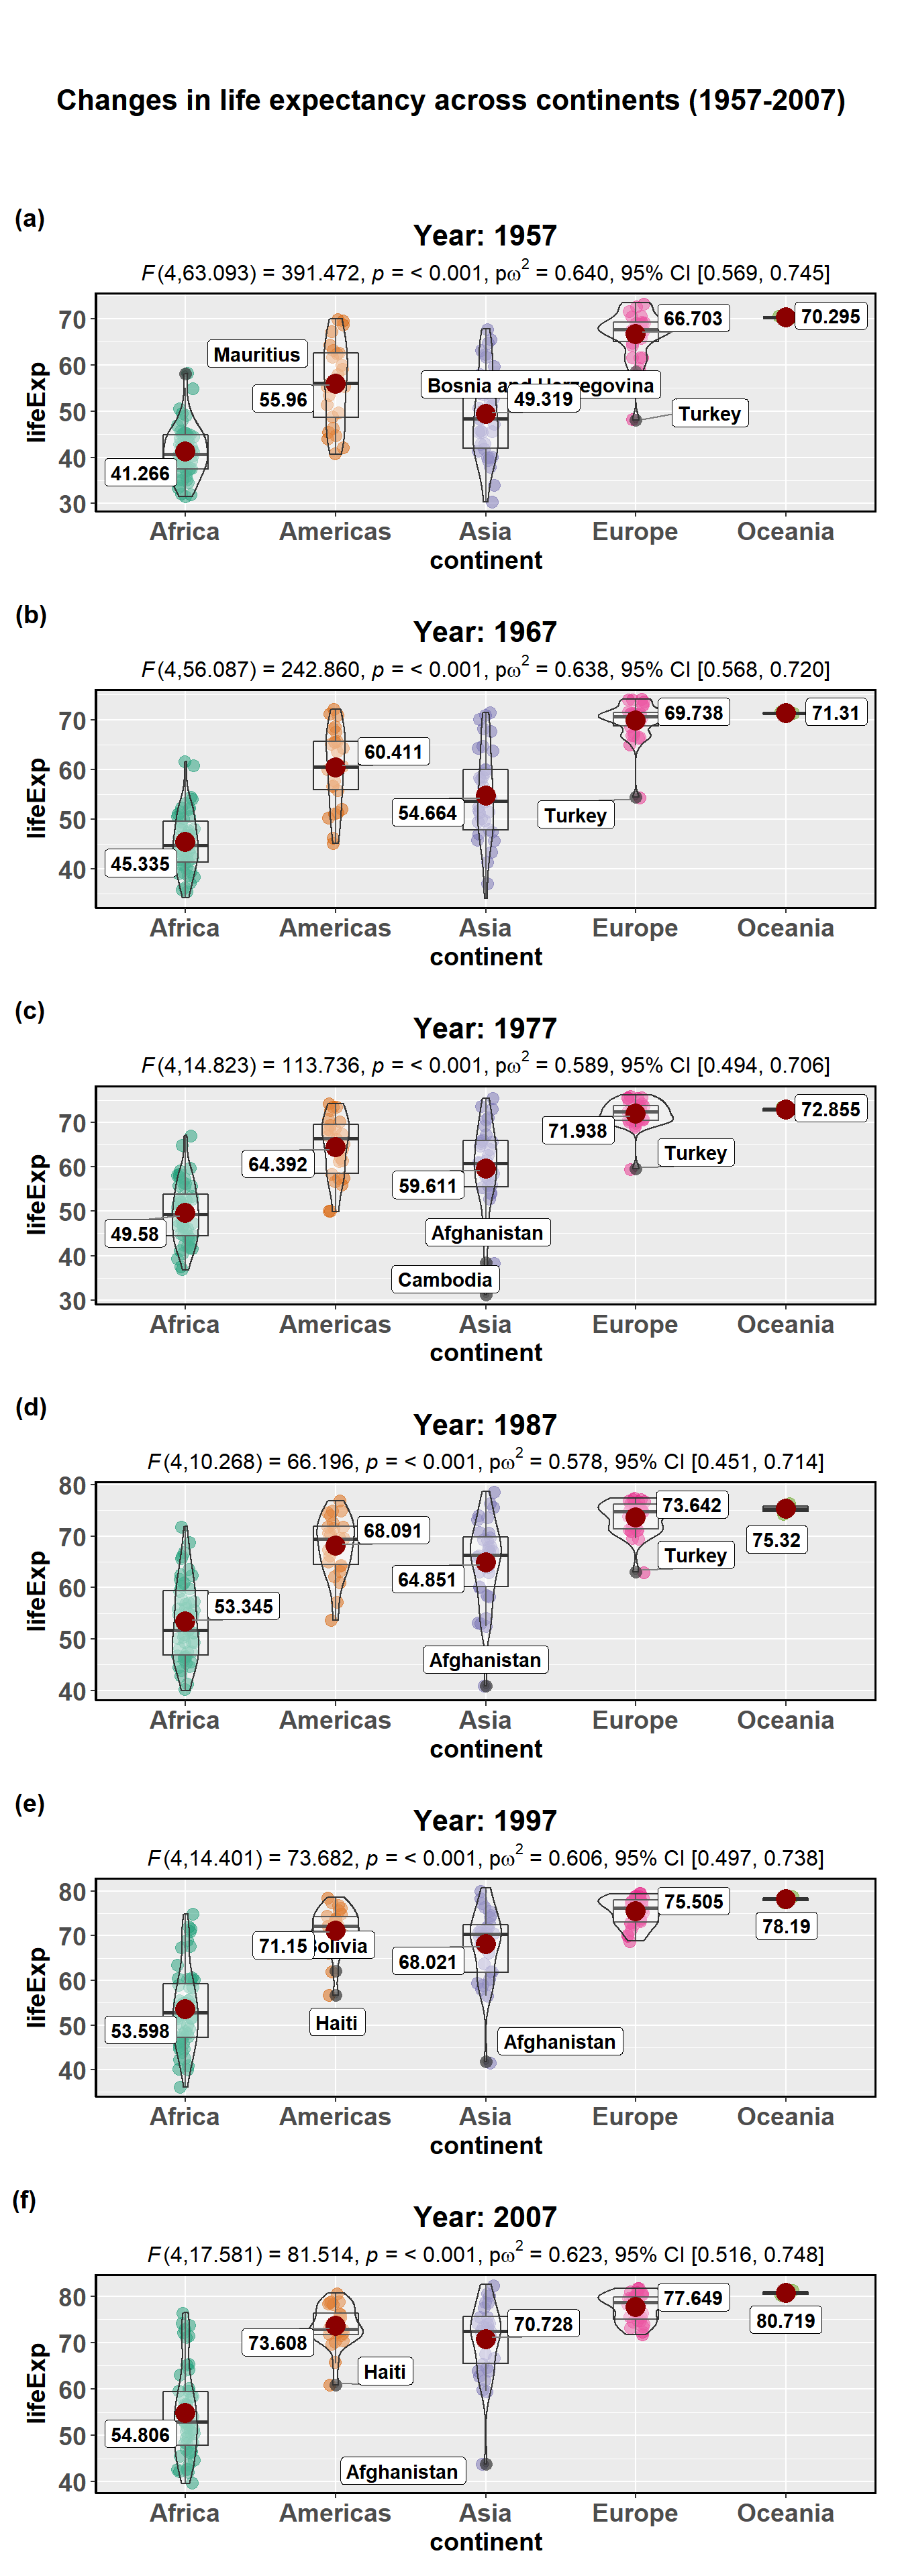 Changes in life expectancy across continents (1957-2007)
(a)
Year: 1957
F(4,63.093) = 391.472, p = < 0.001, pω² = 0.640, 95% CI [0.569, 0.745]
lifeExp
70
60
50
40
30
Mauritius
Bosnia and Herzegovina
Turkey
41.266
55.96
49.319
66.703
70.295
Africa Americas Asia Europe Oceania
continent
(b)
Year: 1967
F(4,56.087) = 242.860, p = < 0.001, pω² = 0.638, 95% CI [0.568, 0.720]
lifeExp
70
60
50
40
Turkey
45.335
60.411
54.664
69.738
71.31
Africa Americas Asia Europe Oceania
continent
(c)
Year: 1977
F(4,14.823) = 113.736, p = < 0.001, pω² = 0.589, 95% CI [0.494, 0.706]
lifeExp
70
60
50
40
30
Afghanistan
Cambodia
Turkey
49.58
64.392
59.611
71.938
72.855
Africa Americas Asia Europe Oceania
continent
(d)
Year: 1987
F(4,10.268) = 66.196, p = < 0.001, pω² = 0.578, 95% CI [0.451, 0.714]
lifeExp
80
70
60
50
40
Afghanistan
Turkey
53.345
68.091
64.851
73.642
75.32
Africa Americas Asia Europe Oceania
continent
(e)
Year: 1997
F(4,14.401) = 73.682, p = < 0.001, pω² = 0.606, 95% CI [0.497, 0.738]
lifeExp
80
70
60
50
40
Bolivia
Haiti
Afghanistan
53.598
71.15
68.021
75.505
78.19
Africa Americas Asia Europe Oceania
continent
(f)
Year: 2007
F(4,17.581) = 81.514, p = < 0.001, pω² = 0.623, 95% CI [0.516, 0.748]
lifeExp
80
70
60
50
40
Haiti
Afghanistan
54.806
73.608
70.728
77.649
80.719
Africa Americas Asia Europe Oceania
continent